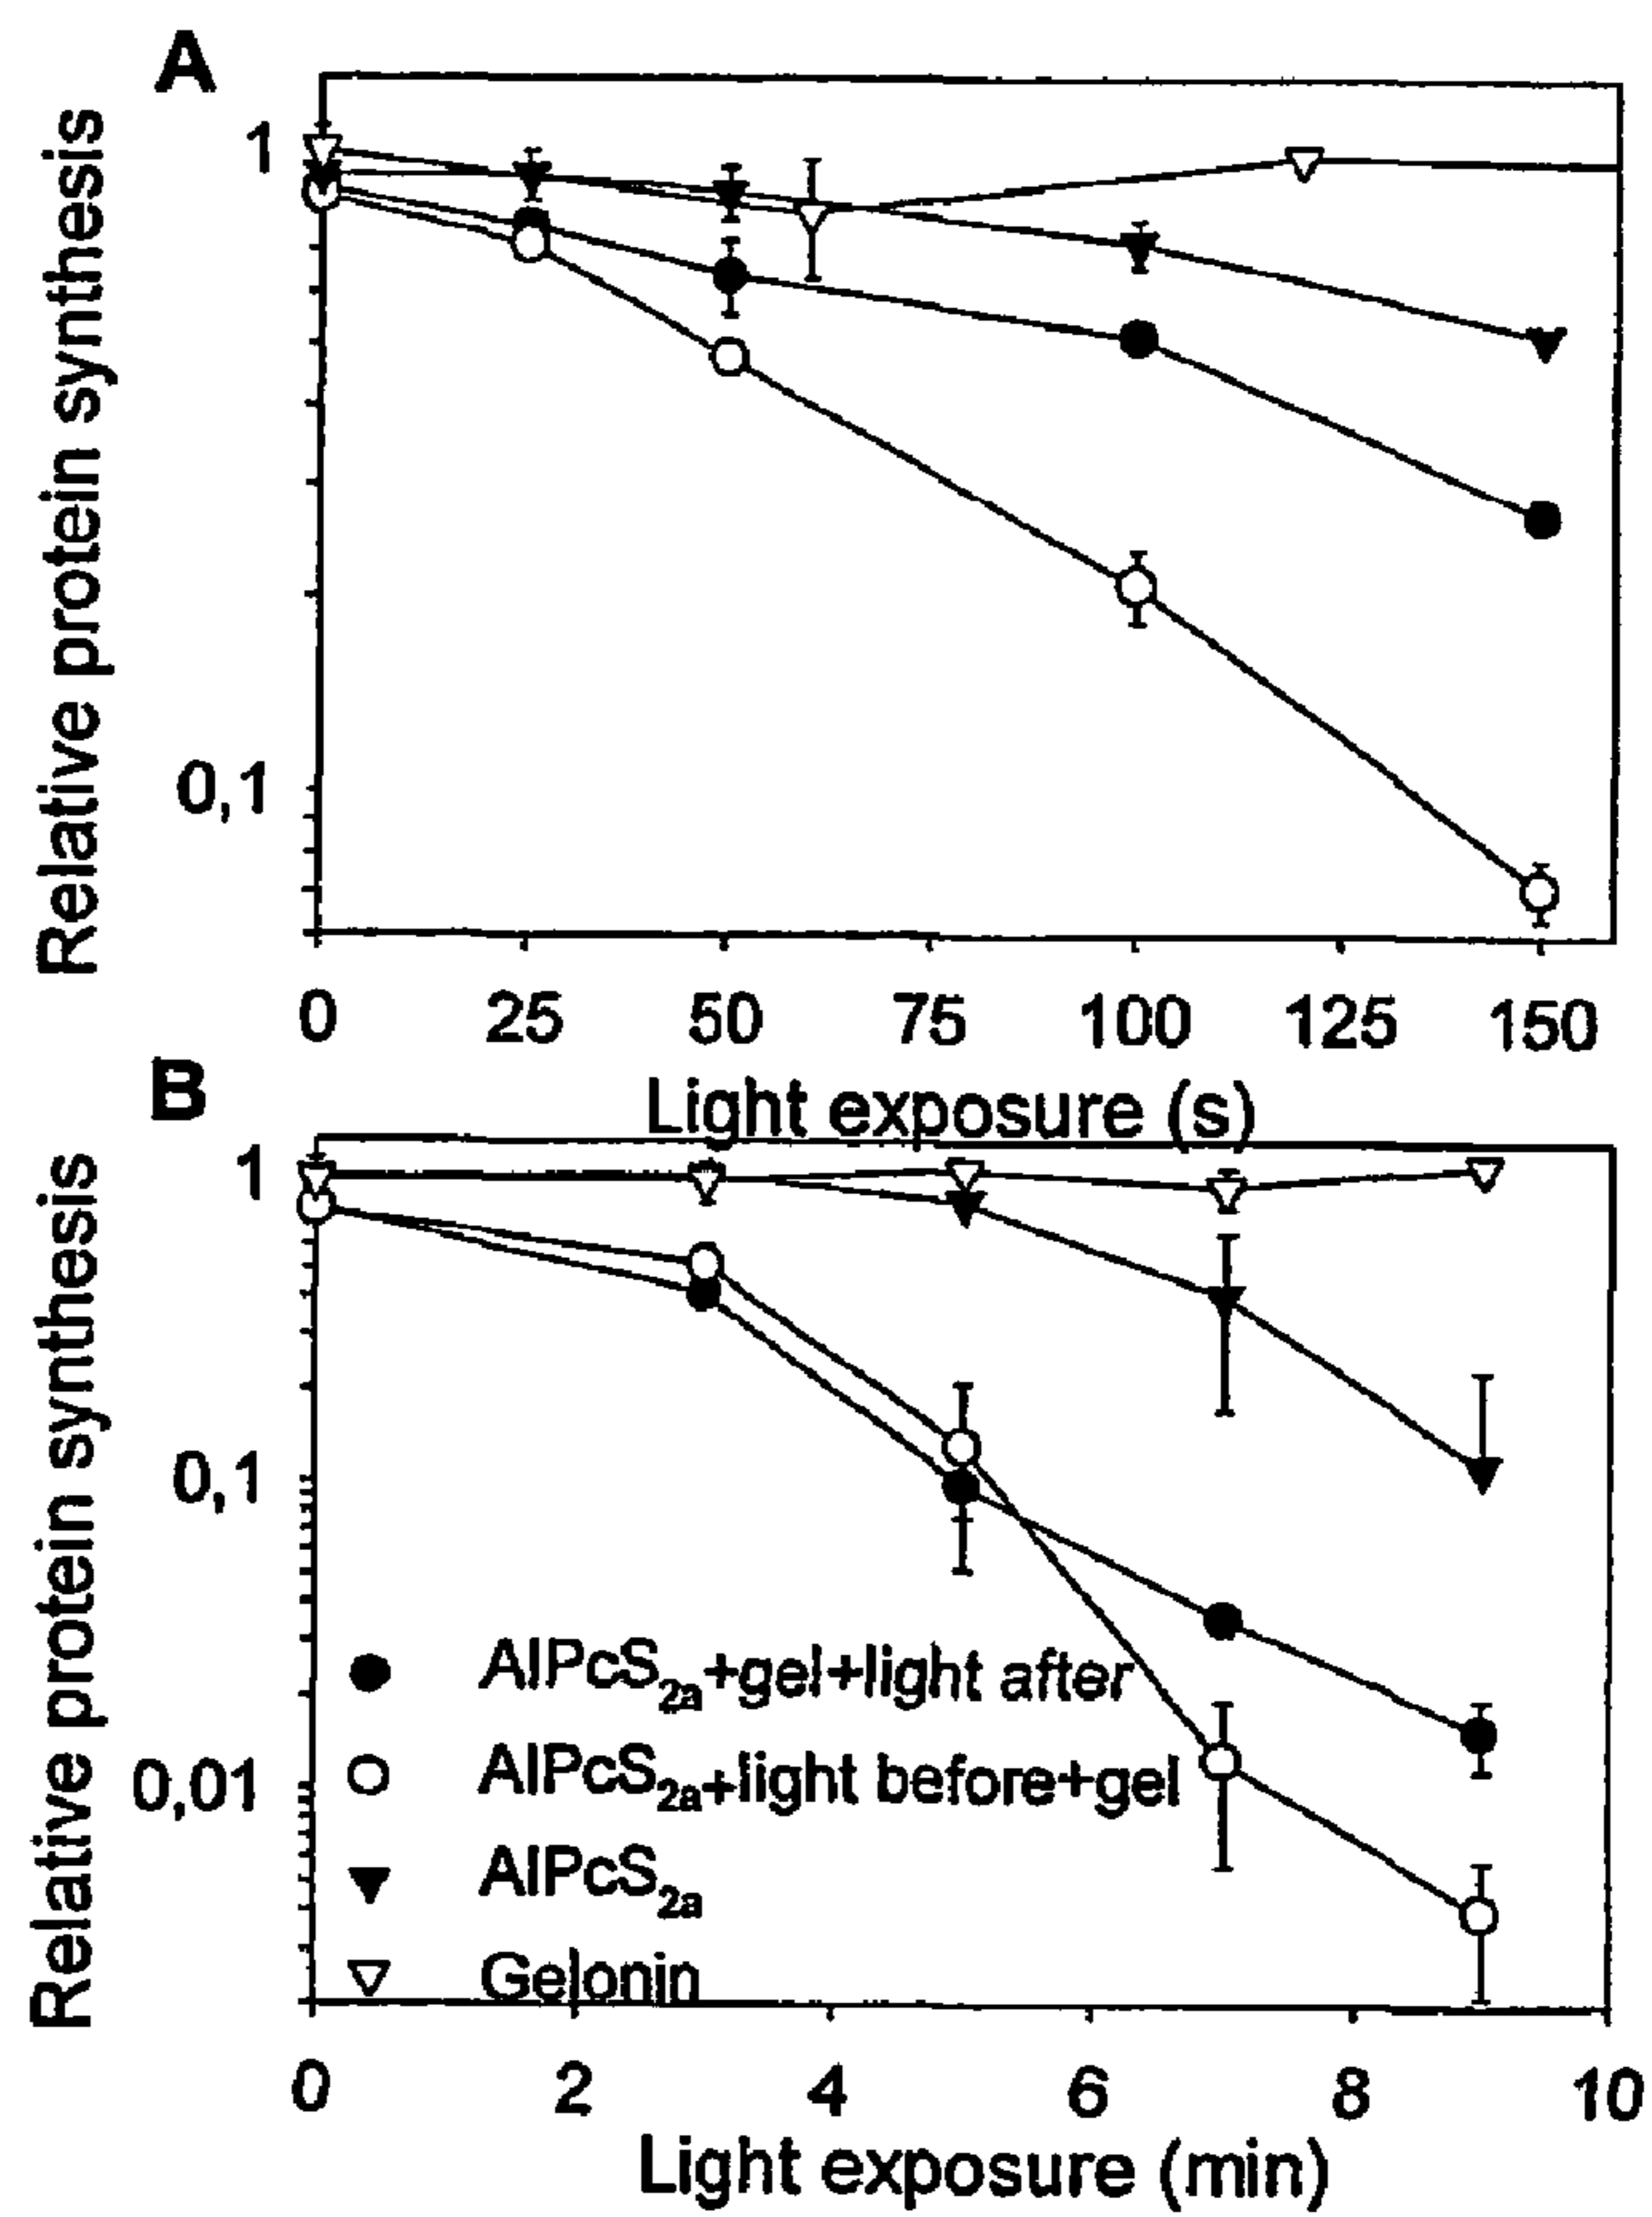 A
Relative protein synthesis
1
0,1
0 25 50 75 100 125 150
Light exposure (s)
B
Relative protein synthesis
1
0,1
0,01
AlPcS2a+gel+light after
AlPcS2a+light before+gel
AlPcS2a
Gelonin
0 2 4 6 8 10
Light exposure (min)